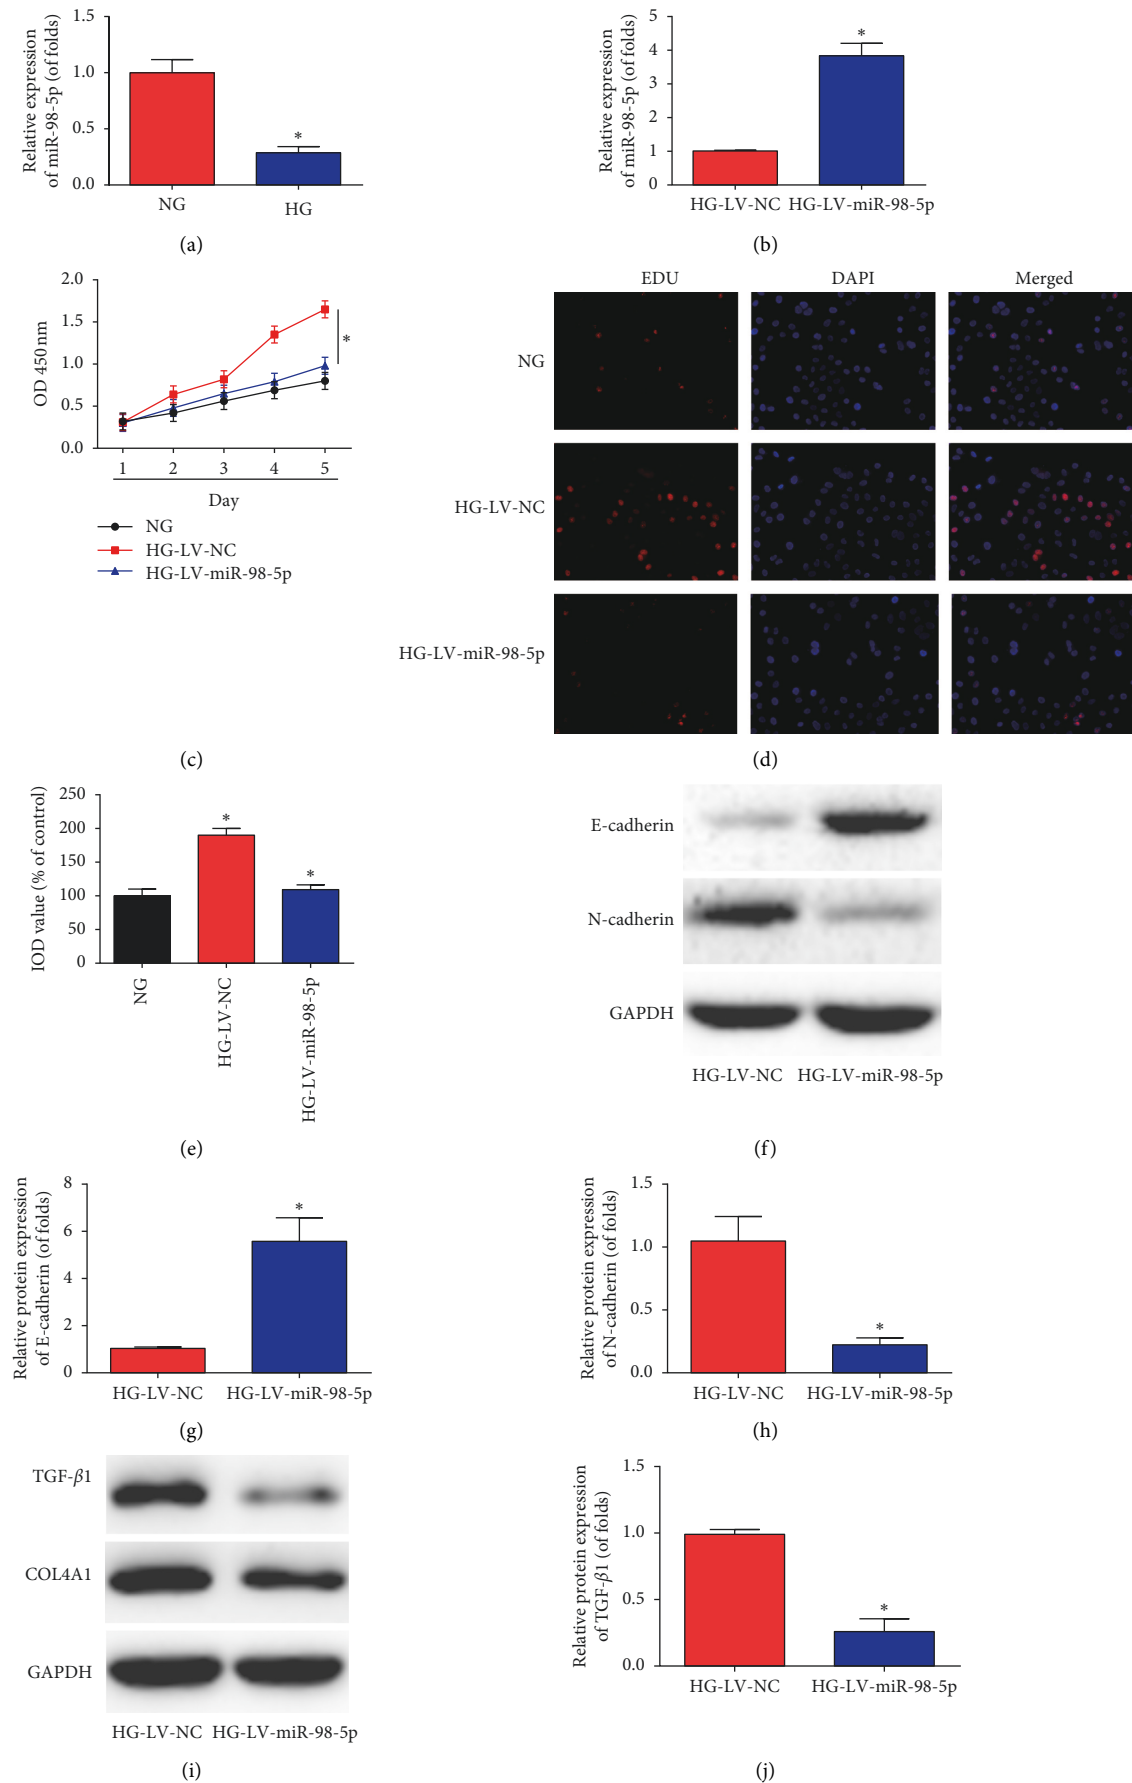 Relative expression
of miR-98-5p (of folds)
1.5
1.0
0.5
0.0
*
NG
HG
(a)
Relative expression
of miR-98-5p (of folds)
5
4
3
2
1
0
*
HG-LV-NC
HG-LV-miR-98-5p
(b)
OD 450 nm
2.0
1.5
1.0
0.5
0.0
*
1 2 3 4 5
Day
NG
HG-LV-NC
HG-LV-miR-98-5p
(c)
EDU DAPI Merged
NG
HG-LV-NC
HG-LV-miR-98-5p
(d)
IOD value (% of control)
250
200
150
100
50
0
*
*
NG
HG-LV-NC
HG-LV-miR-98-5p
(e)
E-cadherin
N-cadherin
GAPDH
HG-LV-NC HG-LV-miR-98-5p
(f)
Relative protein expression
of E-cadherin (of folds)
8
6
4
2
0
*
HG-LV-NC HG-LV-miR-98-5p
(g)
Relative protein expression
of N-cadherin (of folds)
1.5
1.0
0.5
0.0
*
HG-LV-NC HG-LV-miR-98-5p
(h)
TGF-β1
COL4A1
GAPDH
HG-LV-NC HG-LV-miR-98-5p
(i)
Relative protein expression
of TGF-β1 (of folds)
1.5
1.0
0.5
0.0
*
HG-LV-NC HG-LV-miR-98-5p
(j)